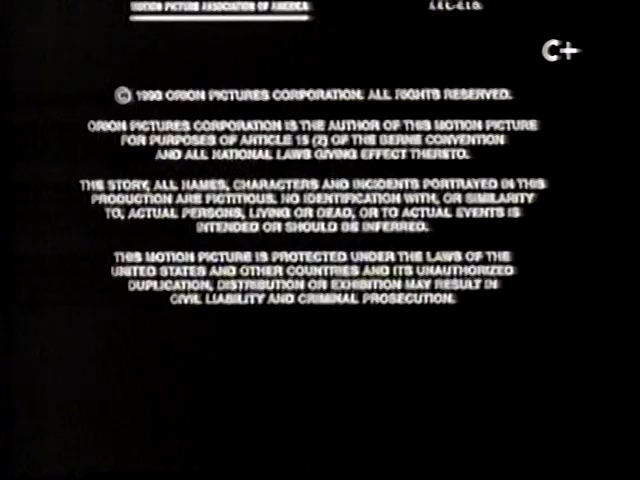 MOTION PICTURE ASSOCIATION OF AMERICA
C+
© 1993 ORION PICTURES CORPORATION. ALL RIGHTS RESERVED.
ORION PICTURES CORPORATION IS THE AUTHOR OF THIS MOTION PICTURE
FOR PURPOSES OF ARTICLE 15 (2) OF THE BERNE CONVENTION
AND ALL NATIONAL LAWS GIVING EFFECT THERETO.
THE STORY, ALL NAMES, CHARACTERS AND INCIDENTS PORTRAYED IN THIS
PRODUCTION ARE FICTITIOUS. NO IDENTIFICATION WITH, OR SIMILARITY
TO, ACTUAL PERSONS, LIVING OR DEAD, OR TO ACTUAL EVENTS IS
INTENDED OR SHOULD BE INFERRED.
THIS MOTION PICTURE IS PROTECTED UNDER THE LAWS OF THE
UNITED STATES AND OTHER COUNTRIES AND ITS UNAUTHORIZED
DUPLICATION, DISTRIBUTION OR EXHIBITION MAY RESULT IN
CIVIL LIABILITY AND CRIMINAL PROSECUTION.